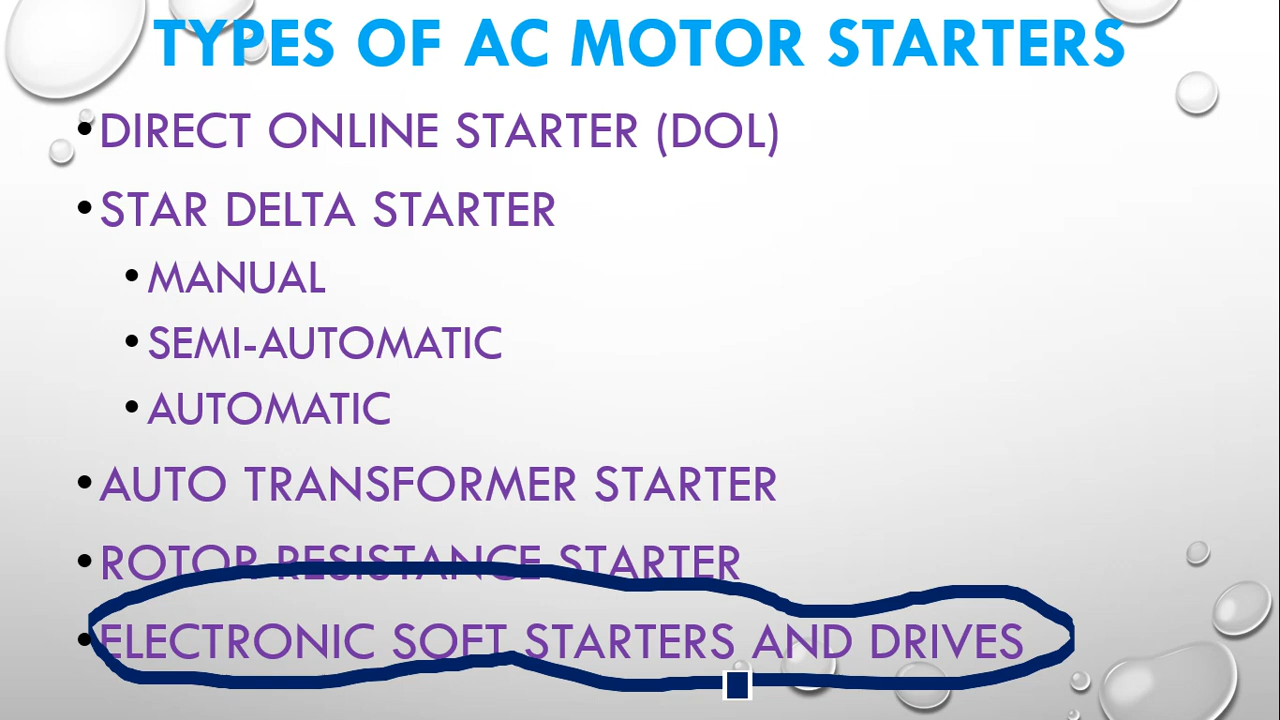 TYPES OF AC MOTOR STARTERS
•DIRECT ONLINE STARTER (DOL)
•STAR DELTA STARTER
•MANUAL
•SEMI-AUTOMATIC
•AUTOMATIC
•AUTO TRANSFORMER STARTER
•ROTOR RESISTANCE STARTER
•ELECTRONIC SOFT STARTERS AND DRIVES